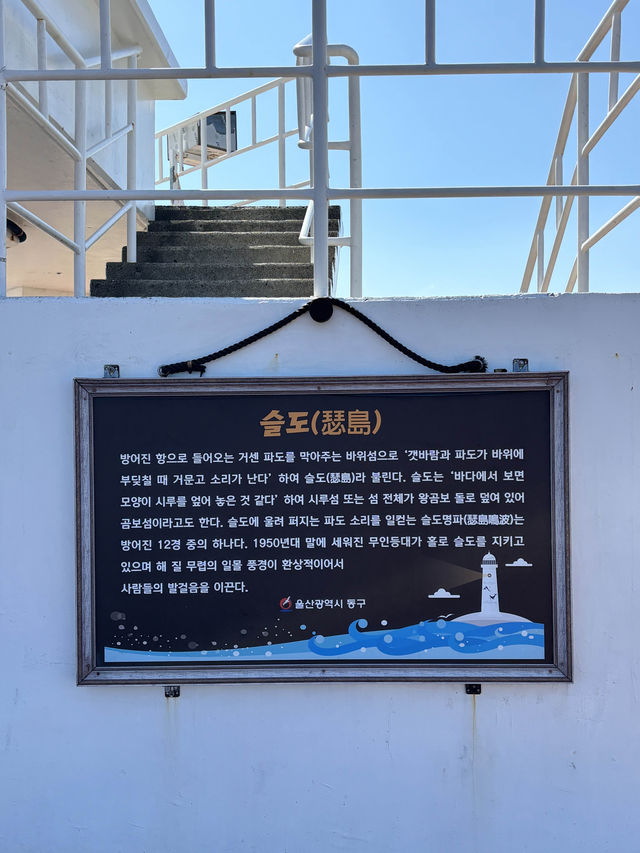 슬도(瑟島)
방어진 항으로 들어오는 거센 파도를 막아주는 바위섬으로 '갯바람과 파도가 바위에
부딪칠 때 거문고 소리가 난다' 하여 슬도(瑟島)라 불린다. 슬도는 '바다에서 보면
모양이 시루를 엎어 놓은 것 같다' 하여 시루섬 또는 섬 전체가 왕곰보 돌로 덮여 있어
곰보섬이라고도 한다. 슬도에 울려 퍼지는 파도 소리를 일컫는 슬도명파(瑟島鳴波)는
방어진 12경 중의 하나다. 1950년대 말에 세워진 무인등대가 홀로 슬도를 지키고
있으며 해 질 무렵의 일몰 풍경이 환상적이어서
사람들의 발걸음을 이끈다.
울산광역시 동구